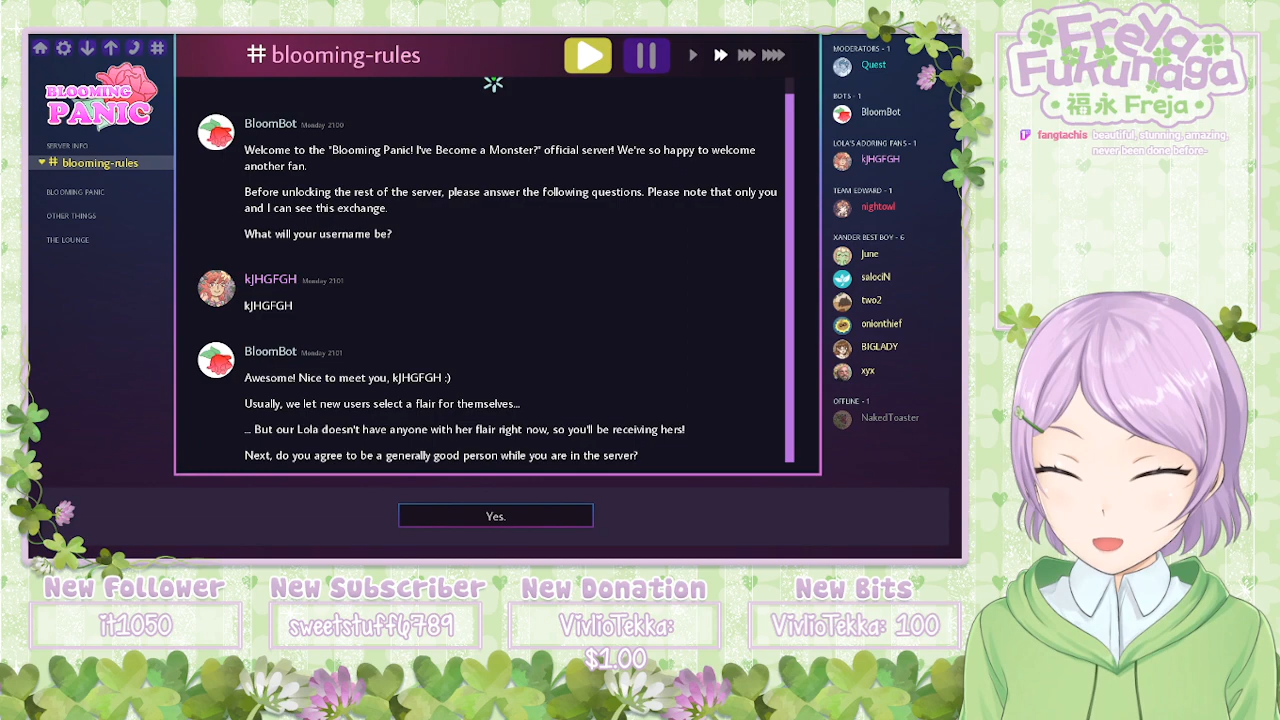 BLOOMING
PANIC
SERVER INFO
# blooming-rules
BLOOMING PANIC
OTHER THINGS
THE LOUNGE
# blooming-rules
BloomBot Monday 2100
Welcome to the "Blooming Panic! I've Become a Monster?" official server! We're so happy to welcome
another fan.
Before unlocking the rest of the server, please answer the following questions. Please note that only you
and I can see this exchange.
What will your username be?
kJHGFGH Monday 2101
kJHGFGH
BloomBot Monday 2101
Awesome! Nice to meet you, kJHGFGH :)
Usually, we let new users select a flair for themselves...
... But our Lola doesn't have anyone with her flair right now, so you'll be receiving hers!
Next, do you agree to be a generally good person while you are in the server?
Yes.
MODERATORS - 1
Quest
BOTS - 1
BloomBot
LOLA'S ADORING FANS - 1
kJHGFGH
TEAM EDWARD - 1
nightowl
XANDER BEST BOY - 6
June
salociN
two2
onionthief
BIGLADY
xyx
OFFLINE - 1
NakedToaster
Freya
Fukunaga
福永 Freja
fangtachis beautiful, stunning, amazing,
never been done before-
New Follower
it1050
New Subscriber
sweetstuff6789
New Donation
VivlioTekka:
$1.00
New Bits
VivlioTekka: 100